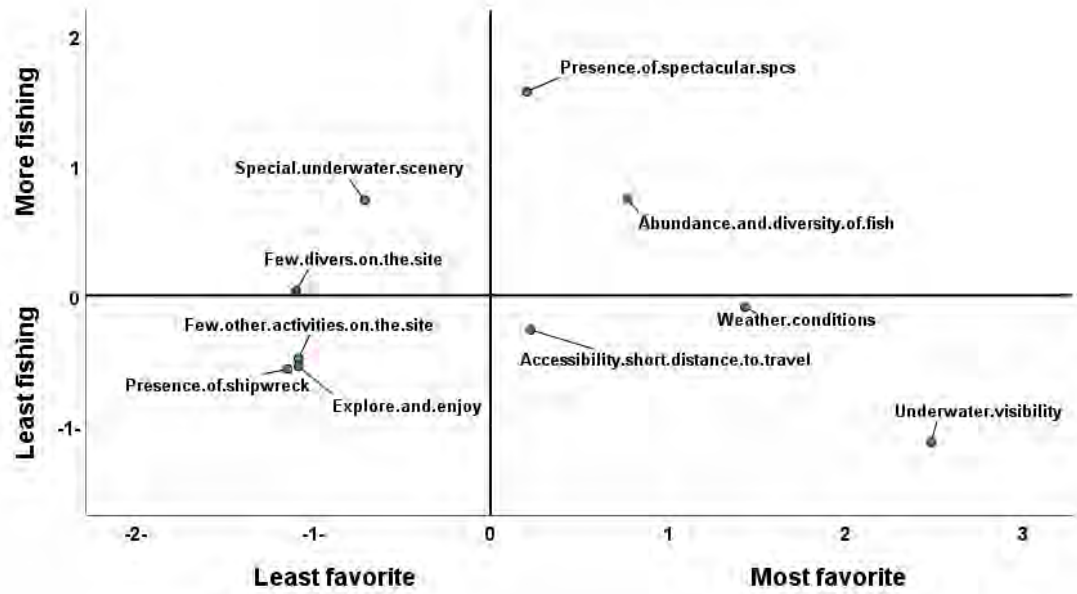 2
Presence.of.spectacular.spcs
More fishing
1
Special.underwater.scenery
Abundance.and.diversity.of.fish
Few.divers.on.the.site
0
Few.other.activities.on.the.site
Weather.conditions
Accessibility.short.distance.to.travel
Presence.of.shipwreck
Explore.and.enjoy
Least fishing
Underwater.visibility
-1-
-2-
-1-
0
1
2
3
Least favorite
Most favorite